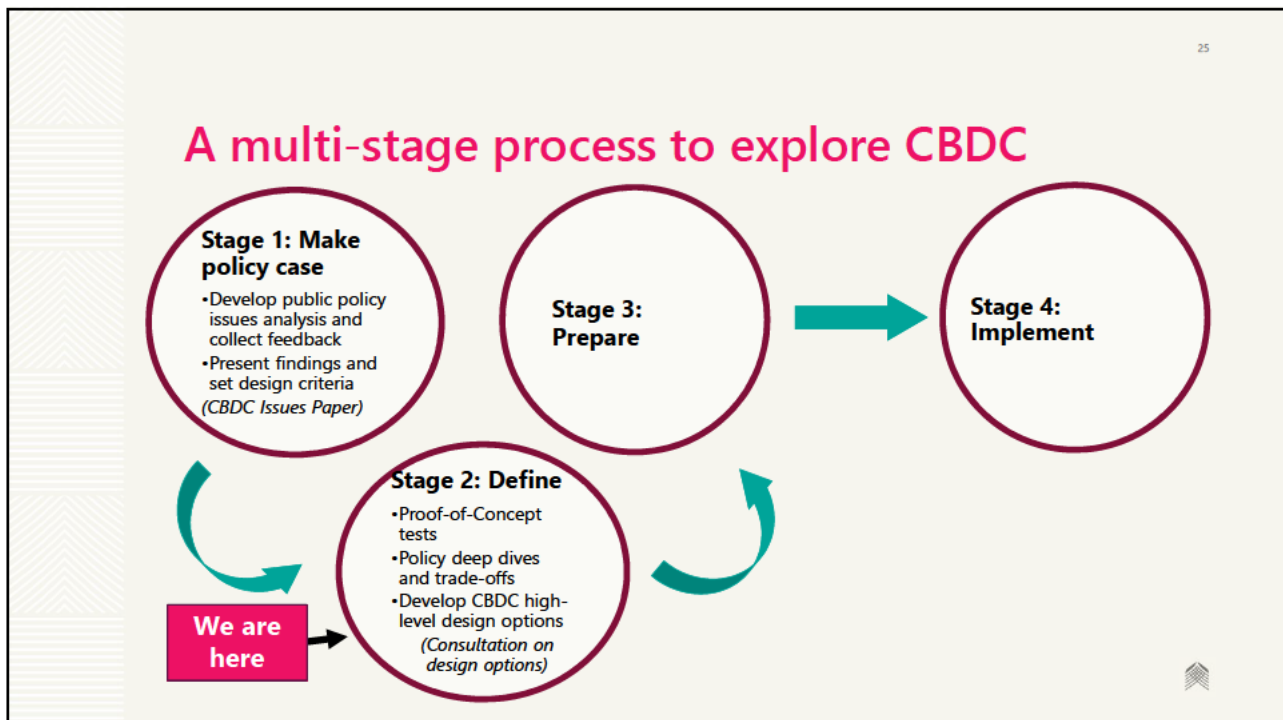 25
A multi-stage process to explore CBDC
Stage 1: Make
policy case
•Develop public policy
issues analysis and
collect feedback
•Present findings and
set design criteria
(CBDC Issues Paper)
Stage 2: Define
•Proof-of-Concept
tests
•Policy deep dives
and trade-offs
•Develop CBDC high-
level design options
(Consultation on
design options)
We are
here
Stage 3:
Prepare
Stage 4:
Implement